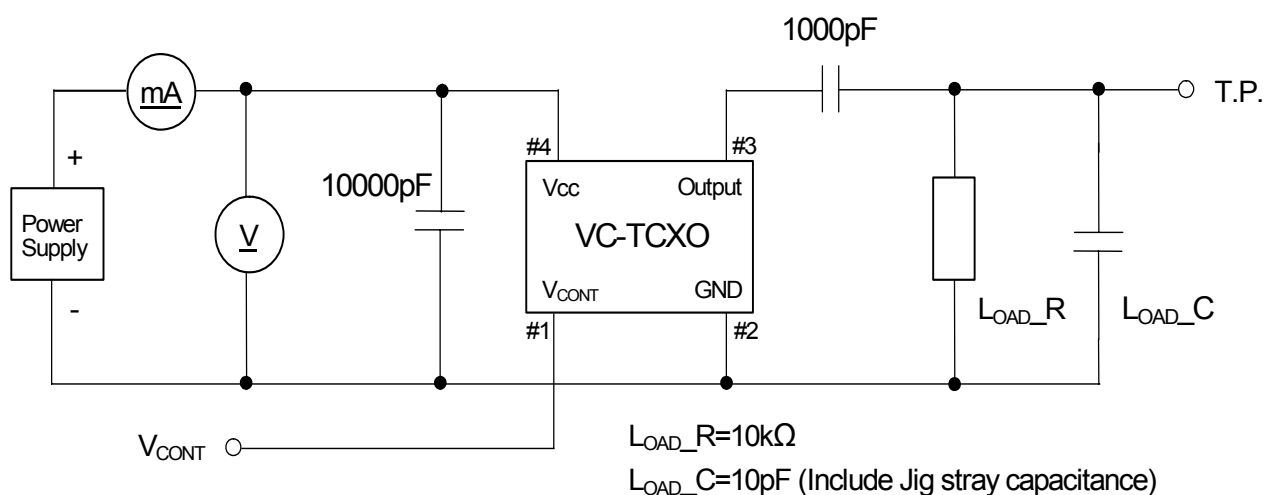 1000pF
mA
T.P.
+
#4
#3
10000pF
Vcc
Output
Power
Supply
V
VC-TCXO
-
VCONT
GND
#1
#2
LOAD_R
LOAD_C
VCONT
LOAD_R=10kΩ
LOAD_C=10pF (Include Jig stray capacitance)